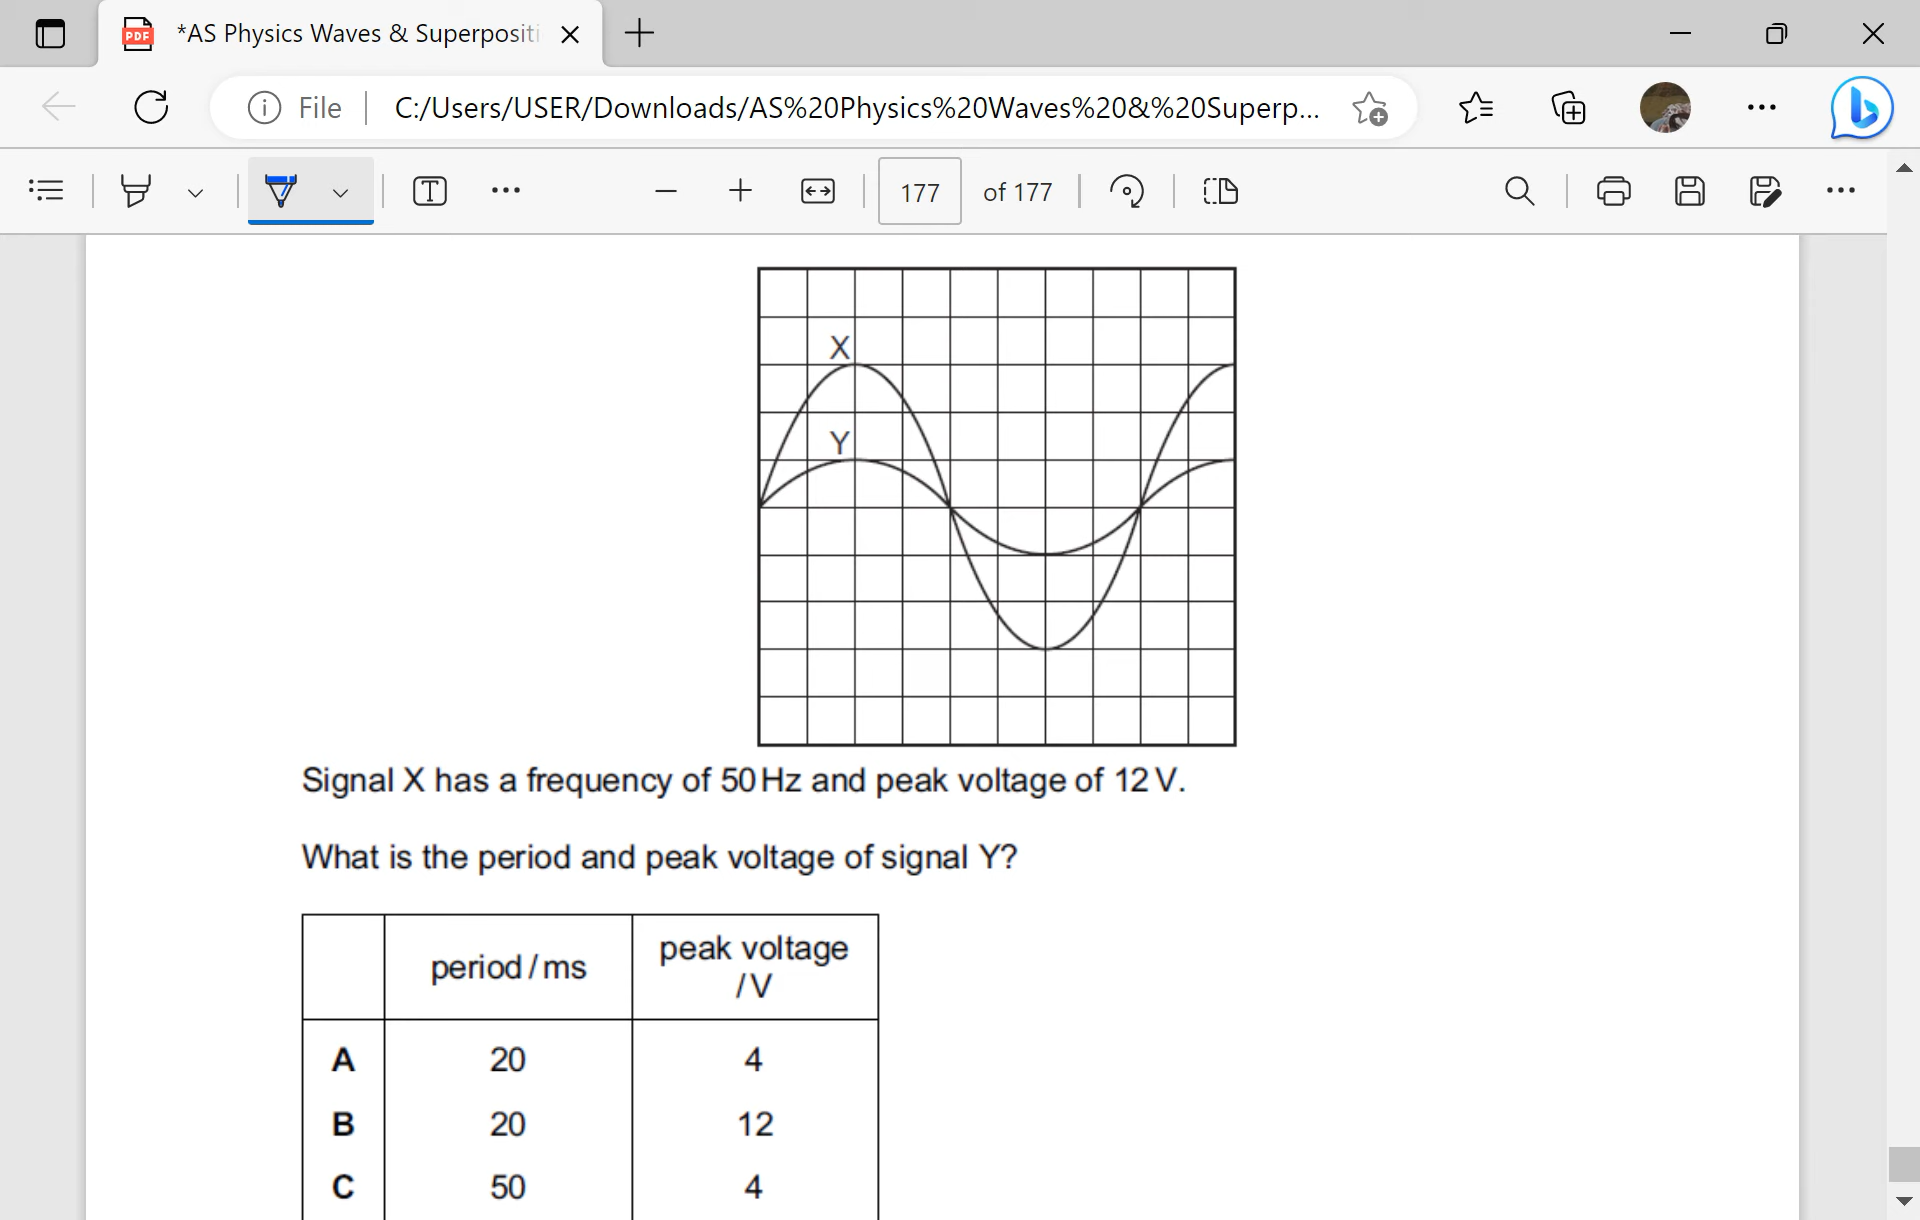 PDF *AS Physics Waves & Superpositi
File C:/Users/USER/Downloads/AS%20Physics%20Waves%20&%20Superp...
T 177 of 177
X
Y
Signal X has a frequency of 50 Hz and peak voltage of 12 V.
What is the period and peak voltage of signal Y?
period / ms peak voltage / V
A 20 4
B 20 12
C 50 4